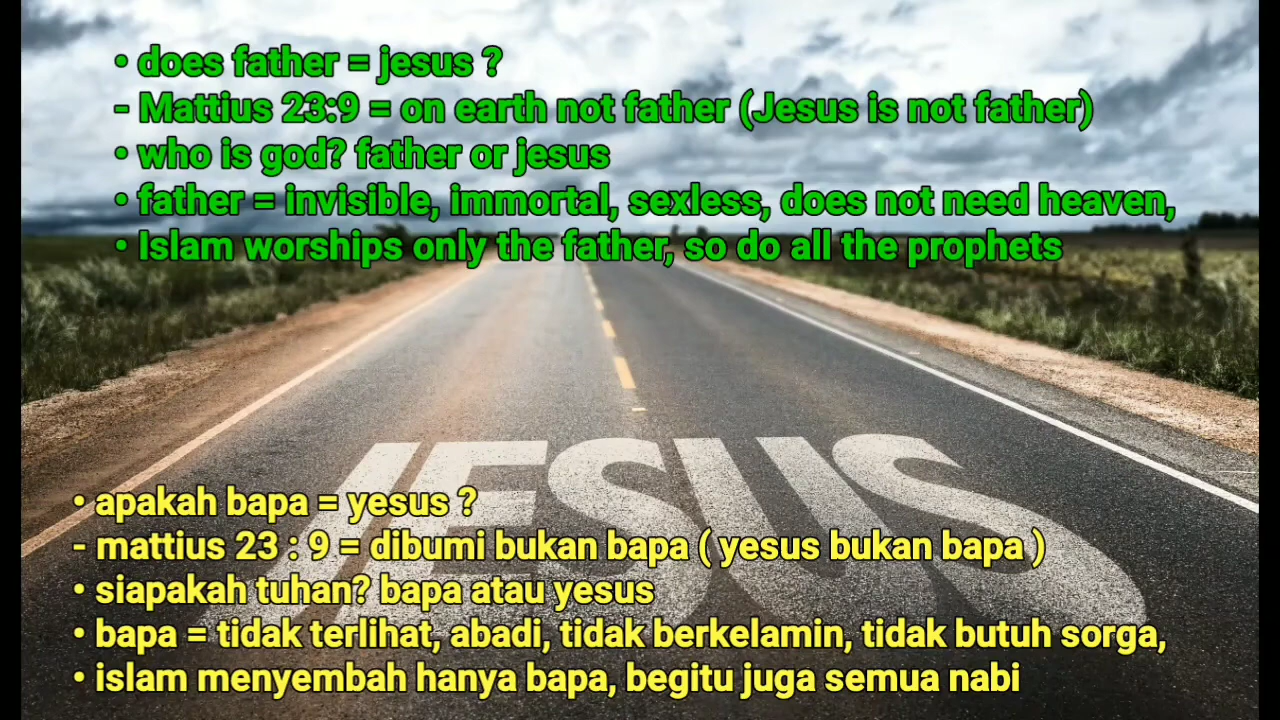 • does father = jesus ?
- Mattius 23:9 = on earth not father (Jesus is not father)
• who is god? father or jesus
• father = invisible, immortal, sexless, does not need heaven,
• Islam worships only the father, so do all the prophets
JESUS
• apakah bapa = yesus ?
- mattius 23 : 9 = dibumi bukan bapa ( yesus bukan bapa )
• siapakah tuhan? bapa atau yesus
• bapa = tidak terlihat, abadi, tidak berkelamin, tidak butuh sorga,
• islam menyembah hanya bapa, begitu juga semua nabi